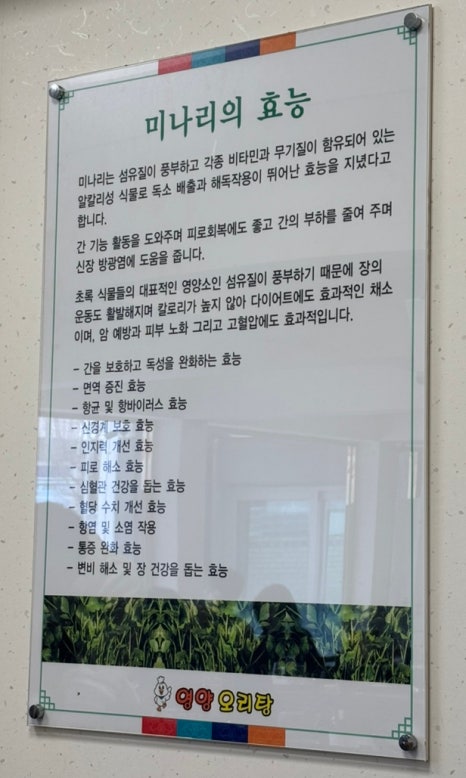 미나리의 효능
미나리는 섬유질이 풍부하고 각종 비타민과 무기질이 함유되어 있는
알칼리성 식물로 독소 배출과 해독작용이 뛰어난 효능을 지녔다고
합니다.
간 기능 활동을 도와주며 피로회복에도 좋고 간의 부하를 줄여 주며
신장 방광염에 도움을 줍니다.
초록 식물들의 대표적인 영양소인 섬유질이 풍부하기 때문에 장의
운동도 활발해지며 칼로리가 높지 않아 다이어트에도 효과적인 채소
이며, 암 예방과 피부 노화 그리고 고혈압에도 효과적입니다.
- 간을 보호하고 독성을 완화하는 효능
- 면역 증진 효능
- 항균 및 항바이러스 효능
- 신경계 보호 효능
- 인지력 개선 효능
- 피로 해소 효능
- 심혈관 건강을 돕는 효능
- 혈당 수치 개선 효능
- 항염 및 소염 작용
- 통증 완화 효능
- 변비 해소 및 장 건강을 돕는 효능
영양 오리탕